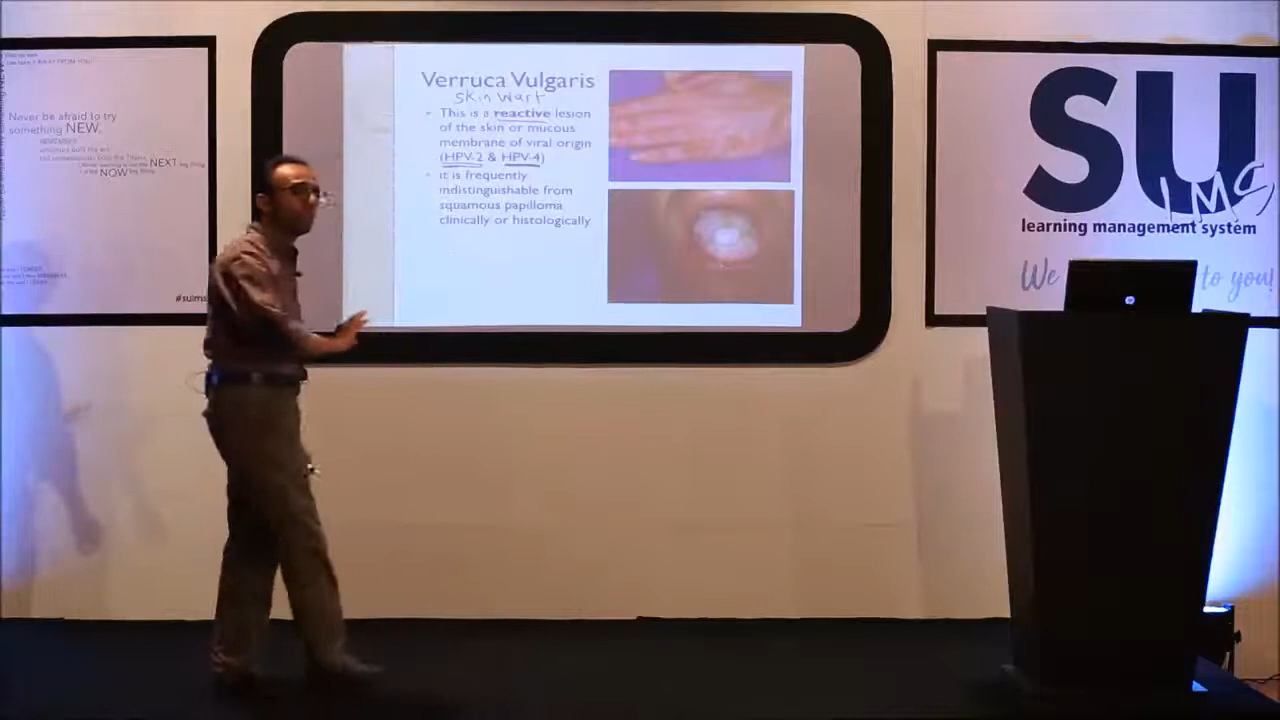 Never be afraid to try
something NEW,
REMEMBER
NEXT
NOW
#sulms
Verruca Vulgaris
Skin Wart
• This is a reactive lesion
of the skin or mucous
membrane of viral origin
(HPV-2 & HPV-4)
• it is frequently
indistinguishable from
squamous papilloma
clinically or histologically
SU
LMS
learning management system
We
to you!
hp